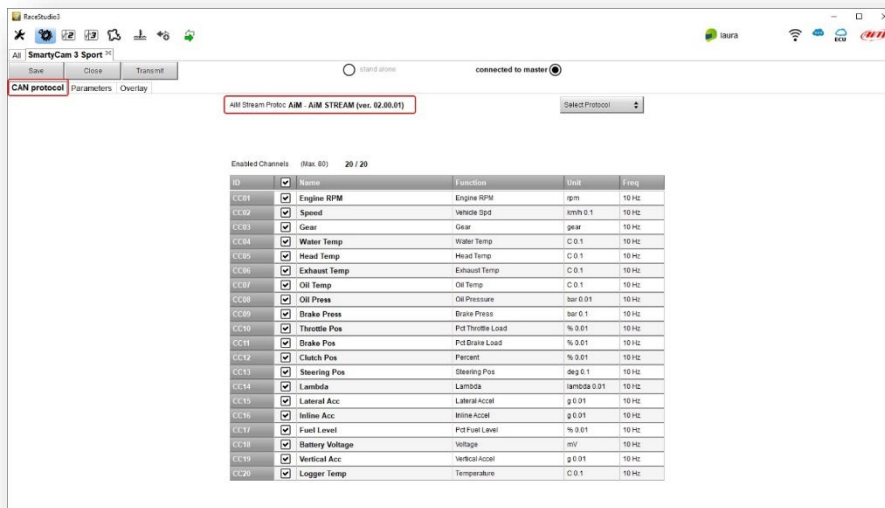 RaceStudio3
laura
ECU
AiM
All SmartyCam 3 Sport
Save Close Transmit stand alone connected to master
CAN protocol Parameters Overlay
AiM Stream Protoc AiM - AiM STREAM (ver. 02.00.01) Select Protocol
Enabled Channels (Max. 80) 20 / 20
ID Name Function Unit Freq
CC01 Engine RPM Engine RPM rpm 10 Hz
CC02 Speed Vehicle Spd km/h 0.1 10 Hz
CC03 Gear Gear gear 10 Hz
CC04 Water Temp Water Temp C 0.1 10 Hz
CC05 Head Temp Head Temp C 0.1 10 Hz
CC06 Exhaust Temp Exhaust Temp C 0.1 10 Hz
CC07 Oil Temp Oil Temp C 0.1 10 Hz
CC08 Oil Press Oil Pressure bar 0.01 10 Hz
CC09 Brake Press Brake Press bar 0.1 10 Hz
CC10 Throttle Pos Pct Throttle Load % 0.01 10 Hz
CC11 Brake Pos Pct Brake Load % 0.01 10 Hz
CC12 Clutch Pos Percent % 0.01 10 Hz
CC13 Steering Pos Steering Pos deg 0.1 10 Hz
CC14 Lambda Lambda lambda 0.01 10 Hz
CC15 Lateral Acc Lateral Accel g 0.01 10 Hz
CC16 Inline Acc Inline Accel g 0.01 10 Hz
CC17 Fuel Level Pct Fuel Level % 0.01 10 Hz
CC18 Battery Voltage Voltage mV 10 Hz
CC19 Vertical Acc Vertical Accel g 0.01 10 Hz
CC20 Logger Temp Temperature C 0.1 10 Hz